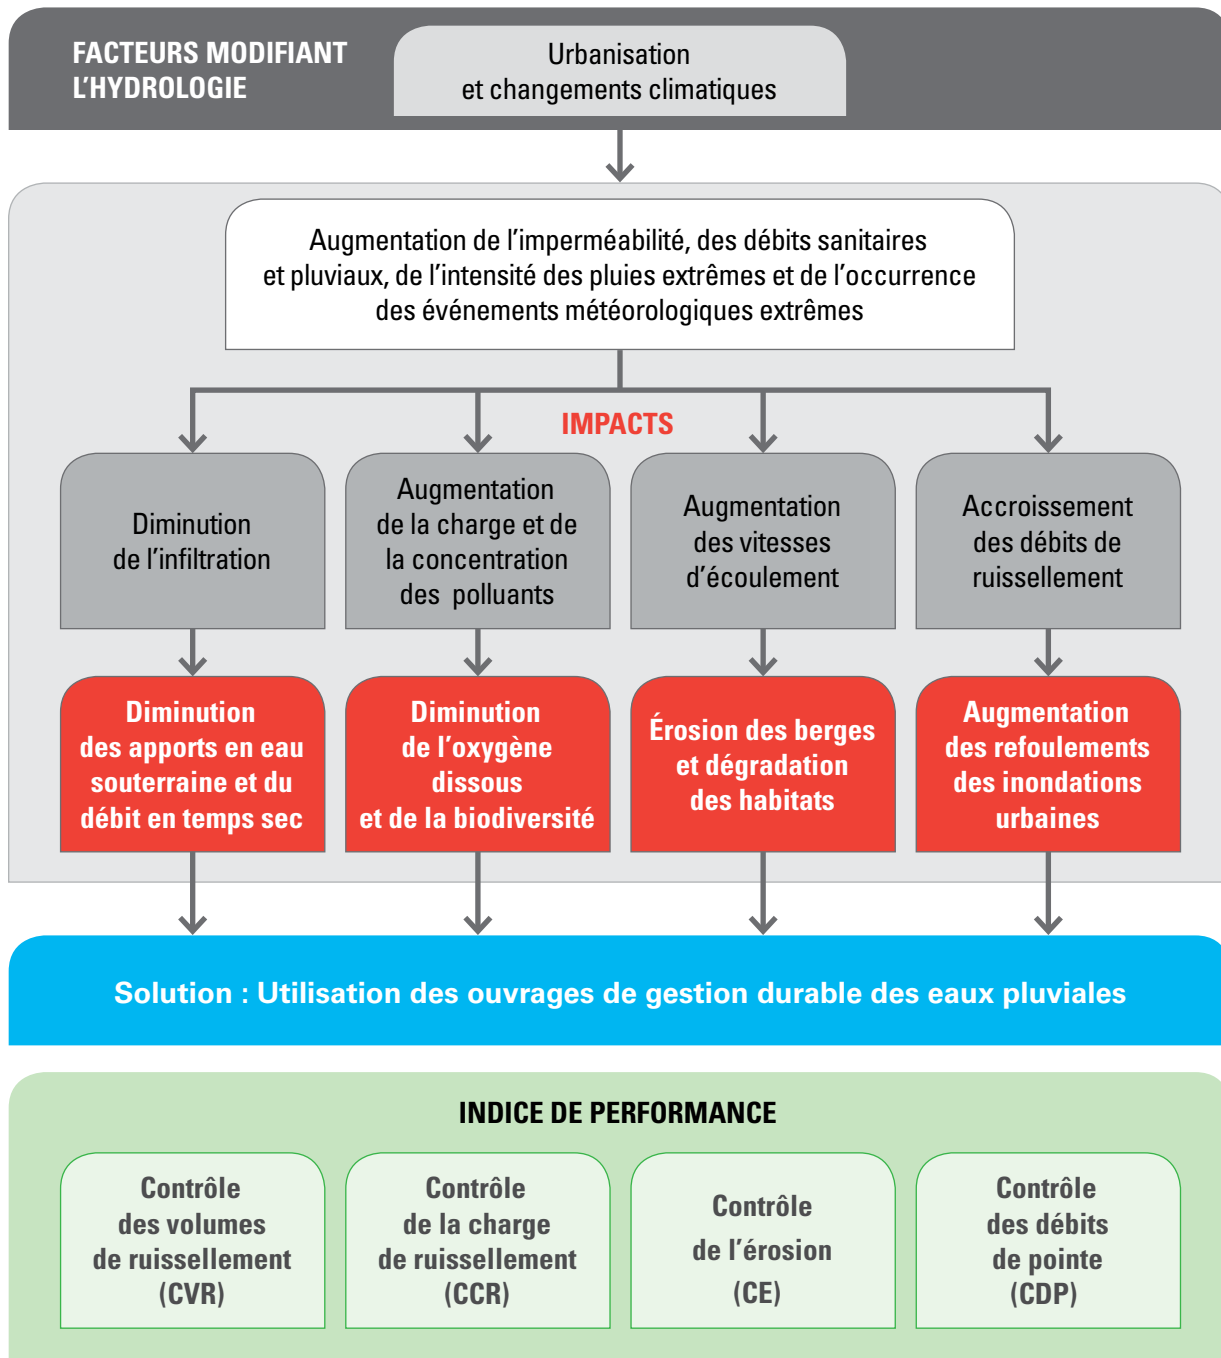 FACTEURS MODIFIANT
L'HYDROLOGIE
Urbanisation
et changements climatiques
Augmentation de l'imperméabilité, des débits sanitaires
et pluviaux, de l'intensité des pluies extrêmes et de l'occurrence
des événements météorologiques extrêmes
IMPACTS
Diminution
de l'infiltration
Augmentation
de la charge et de
la concentration
des polluants
Augmentation
des vitesses
d'écoulement
Accroissement
des débits de
ruissellement
Diminution
des apports en eau
souterraine et du
débit en temps sec
Diminution
de l'oxygène
dissous
et de la biodiversité
Érosion des berges
et dégradation
des habitats
Augmentation
des refoulements
des inondations
urbaines
Solution : Utilisation des ouvrages de gestion durable des eaux pluviales
INDICE DE PERFORMANCE
Contrôle
des volumes
de ruissellement
(CVR)
Contrôle
de la charge
de ruissellement
(CCR)
Contrôle
de l'érosion
(CE)
Contrôle
des débits
de pointe
(CDP)